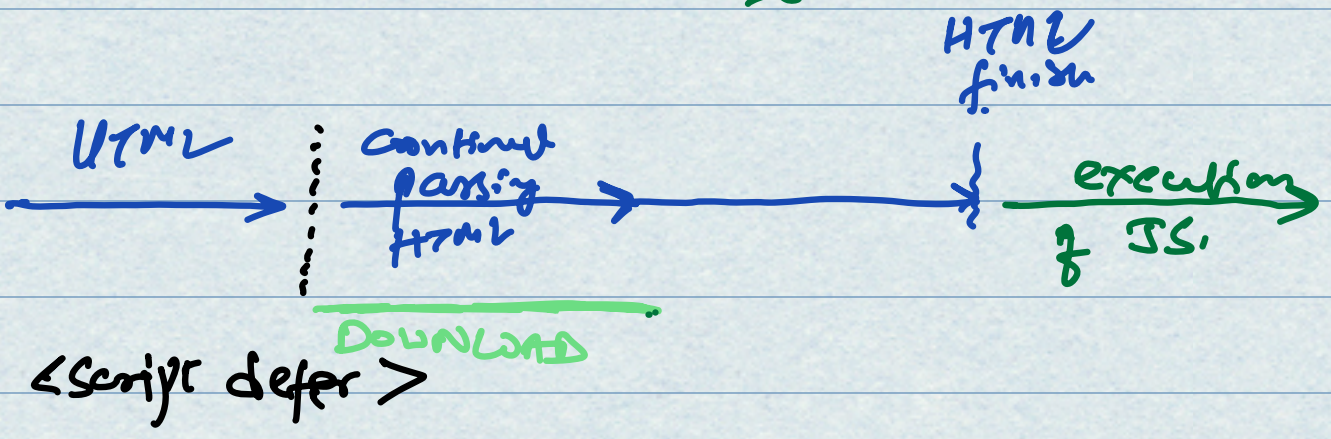 HTML
finish
HTML
Continue
parsing
HTML
execution
of JS.
DOWNLOAD
<script defer>